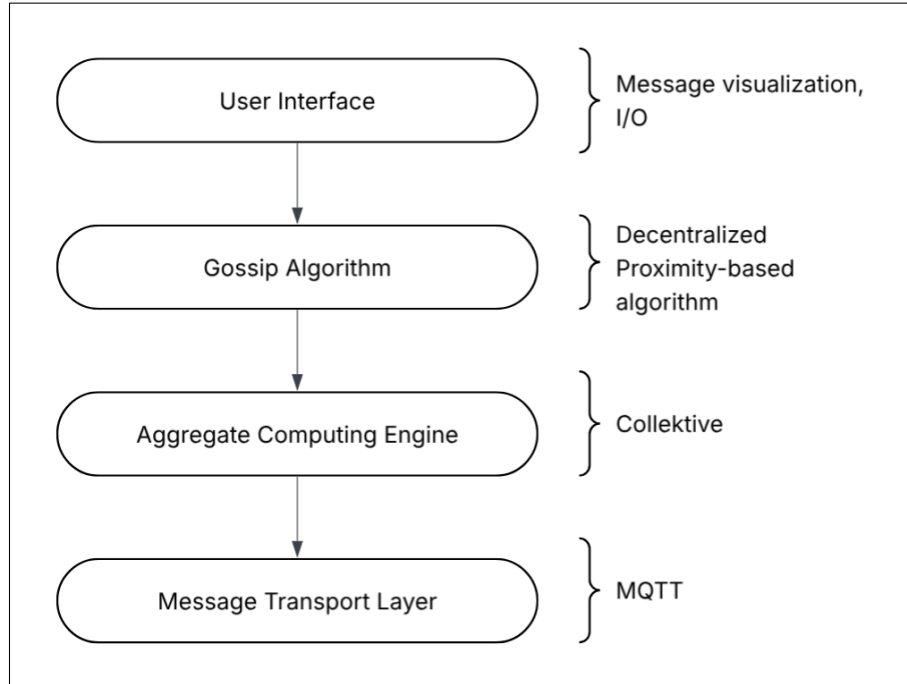 User Interface
Message visualization,
I/O
Gossip Algorithm
Decentralized
Proximity-based
algorithm
Aggregate Computing Engine
Collektive
Message Transport Layer
MQTT